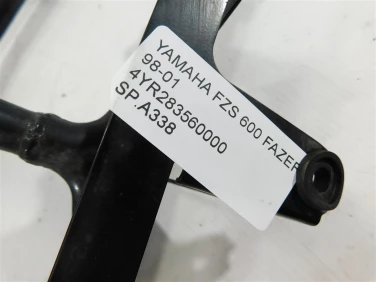 YAMAHA FZS 600 FAZER
98-01
4YR283560000
SP.A338